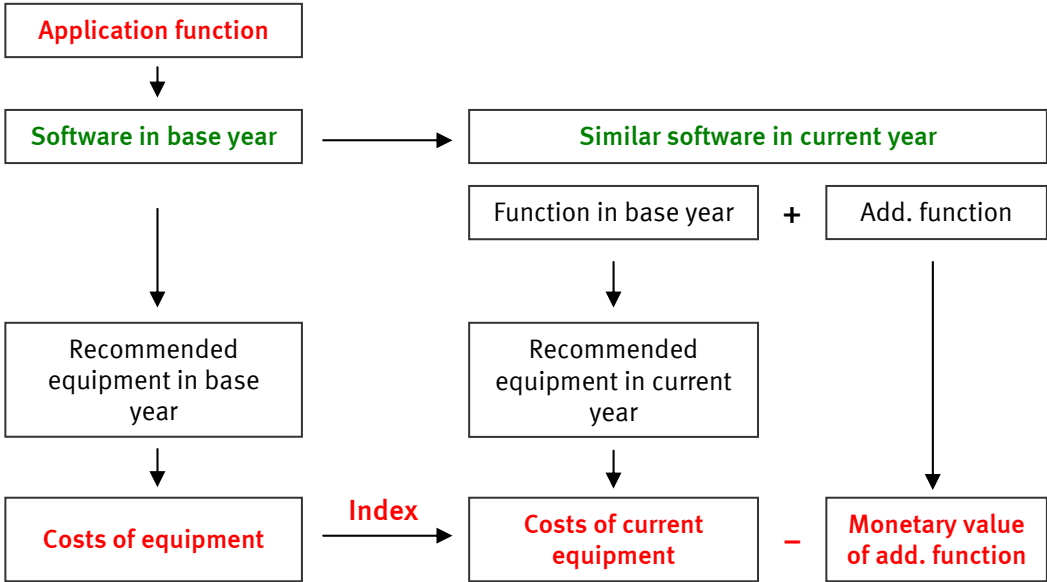 Application function
Software in base year
Similar software in current year
Function in base year
+
Add. function
Recommended
equipment in base
year
Recommended
equipment in current
year
Costs of equipment
Index
Costs of current
equipment
–
Monetary value
of add. function